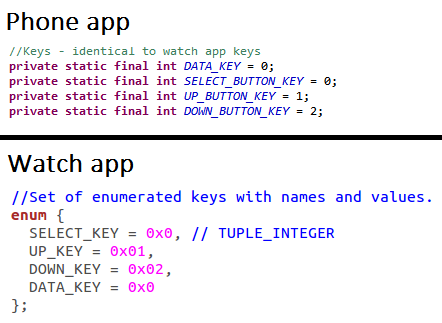 Phone app
//Keys - identical to watch app keys
private static final int DATA_KEY = 0;
private static final int SELECT_BUTTON_KEY = 0;
private static final int UP_BUTTON_KEY = 1;
private static final int DOWN_BUTTON_KEY = 2;
Watch app
//Set of enumerated keys with names and values.
enum {
  SELECT_KEY = 0x0, // TUPLE_INTEGER
  UP_KEY = 0x01,
  DOWN_KEY = 0x02,
  DATA_KEY = 0x0
};